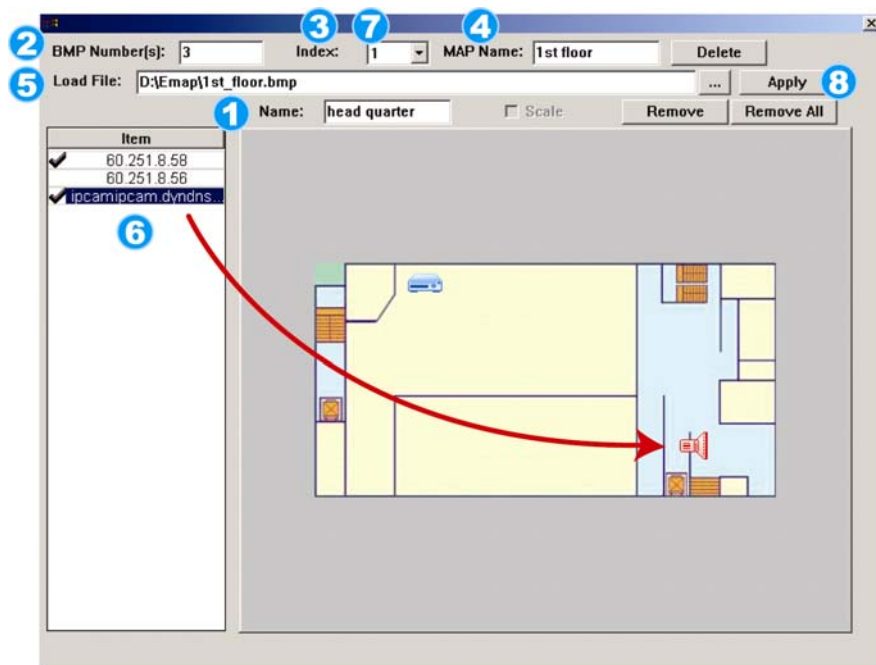 2 BMP Number(s): 3 3 Index: 7 1 4 MAP Name: 1st floor Delete
5 Load File: D:\Emap\1st_floor.bmp ... Apply 8
1 Name: head quarter Scale Remove Remove All
Item
60.251.8.58
60.251.8.56
ipcamipcam.dyndns...
6